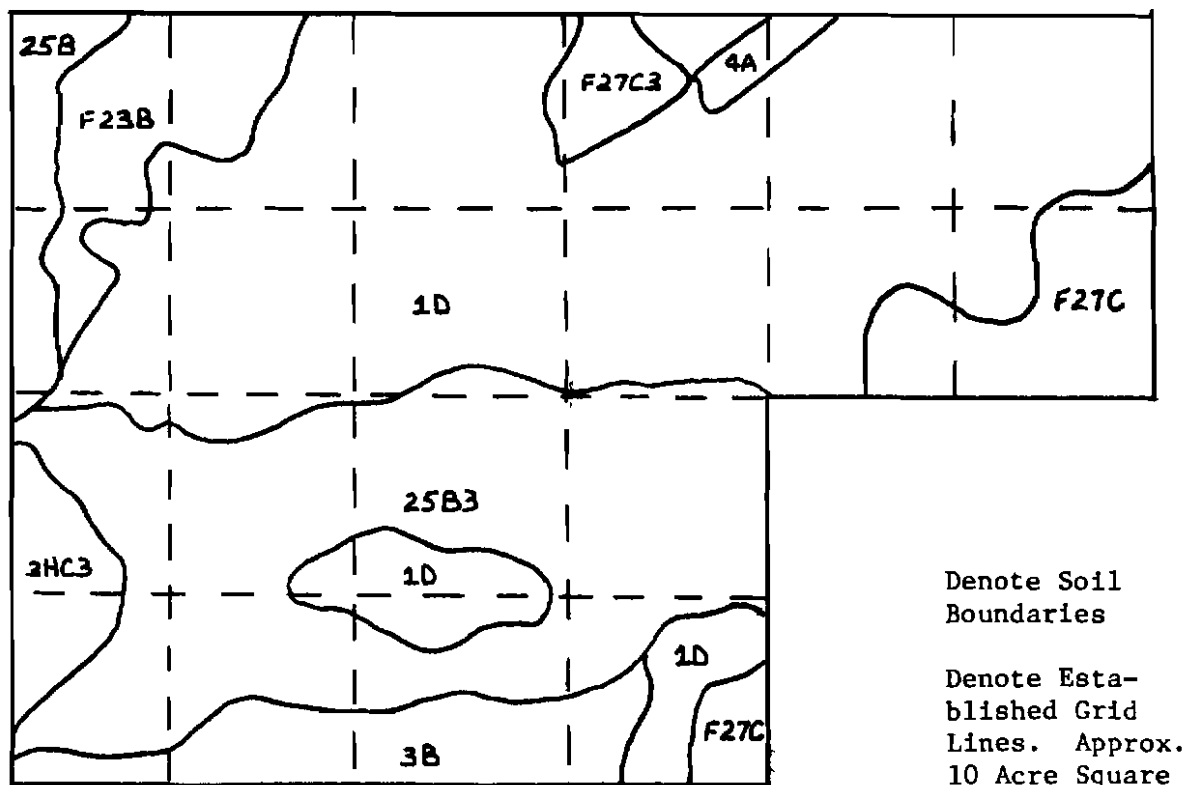 25B
F23B
F27C3
4A
1D
F27C
25B3
2HC3
1D
1D
F27C
3B
Denote Soil
Boundaries
Denote Esta-
blished Grid
Lines. Approx.
10 Acre Square